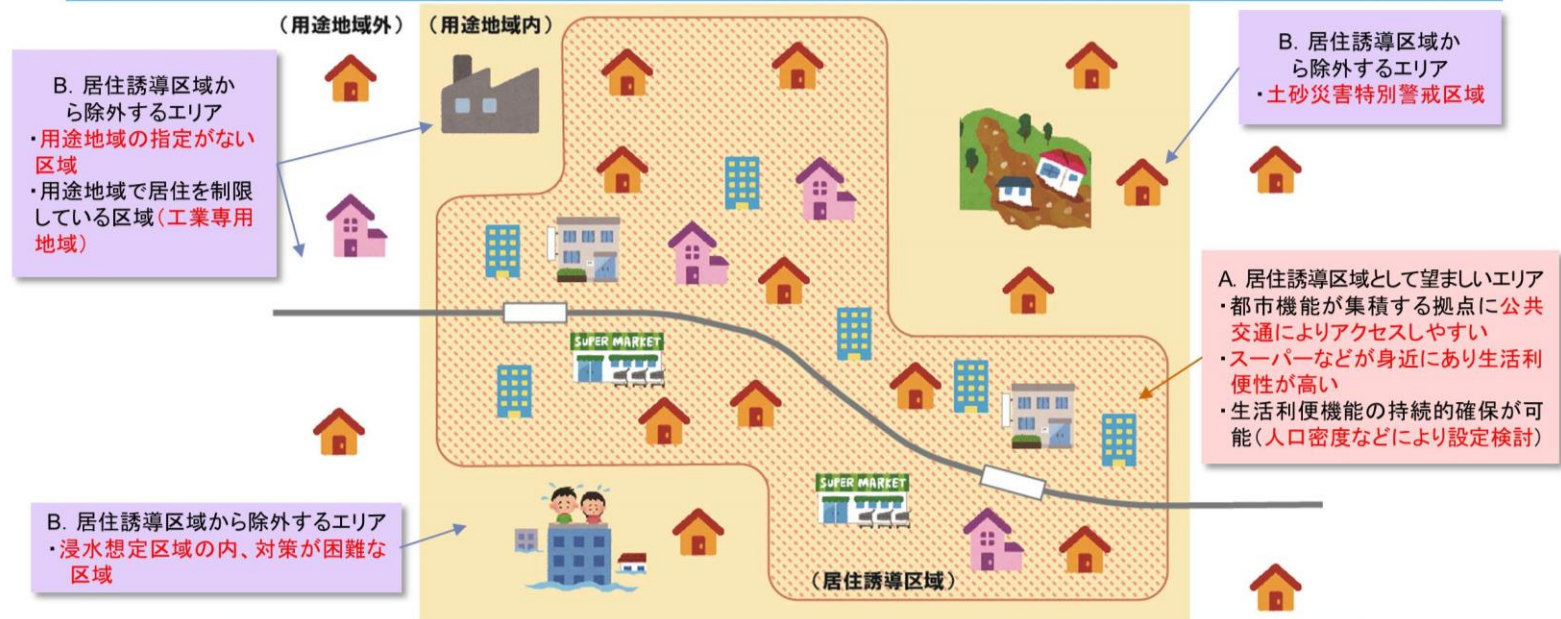 （用途地域外）
（用途地域内）
B. 居住誘導区域か
ら除外するエリア
・用途地域の指定がない
区域
・用途地域で居住を制限
している区域（工業専用
地域）
B. 居住誘導区域か
ら除外するエリア
・土砂災害特別警戒区域
A. 居住誘導区域として望ましいエリア
・都市機能が集積する拠点に公共
交通によりアクセスしやすい
・スーパーなどが身近にあり生活利
便性が高い
・生活利便機能の持続的確保が可
能（人口密度などにより設定検討）
SUPER MARKET
SUPER MARKET
B. 居住誘導区域から除外するエリア
・浸水想定区域の内、対策が困難な
区域
（居住誘導区域）